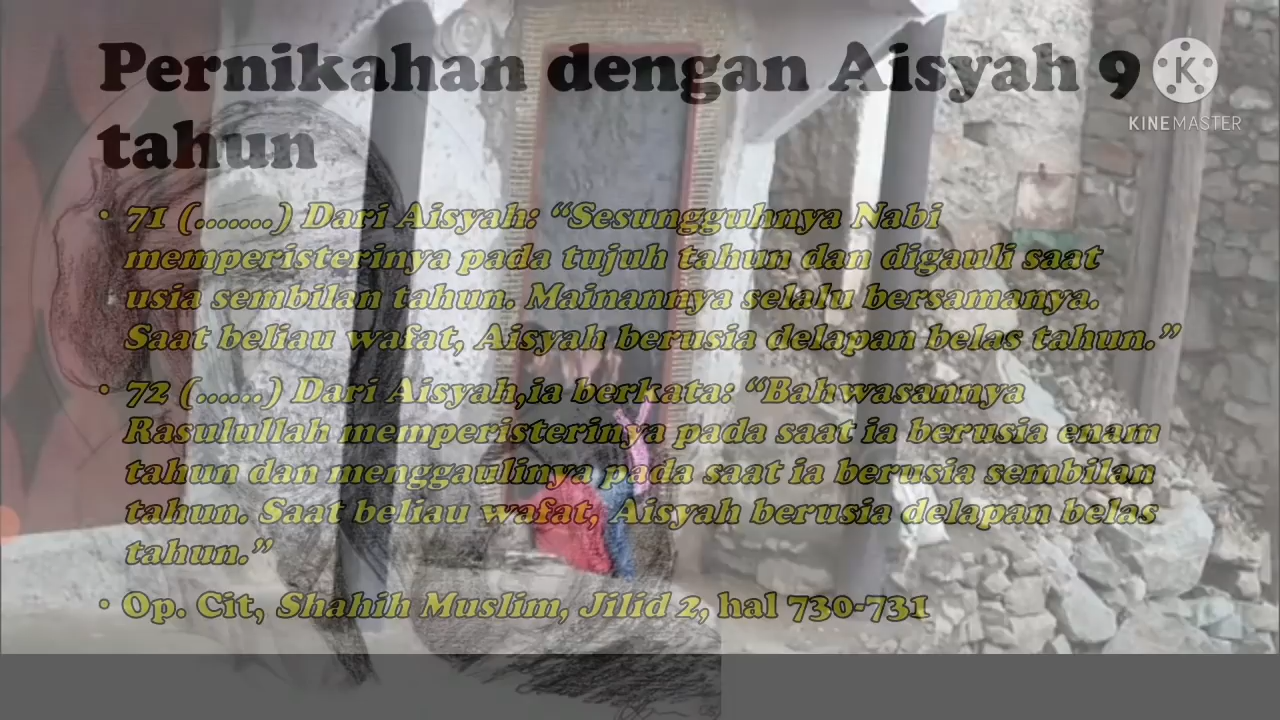 Pernikahan dengan Aisyah 9
tahun
KINEMASTER
• 71 (.......) Dari Aisyah: “Sesungguhnya Nabi
memperisterinya pada tujuh tahun dan digauli saat
usia sembilan tahun. Mainannya selalu bersamanya.
Saat beliau wafat, Aisyah berusia delapan belas tahun.”
• 72 (......) Dari Aisyah,ia berkata: “Bahwasannya
Rasulullah memperisterinya pada saat ia berusia enam
tahun dan menggaulinya pada saat ia berusia sembilan
tahun. Saat beliau wafat, Aisyah berusia delapan belas
tahun.”
• Op. Cit, Shahih Muslim, Jilid 2, hal 730-731